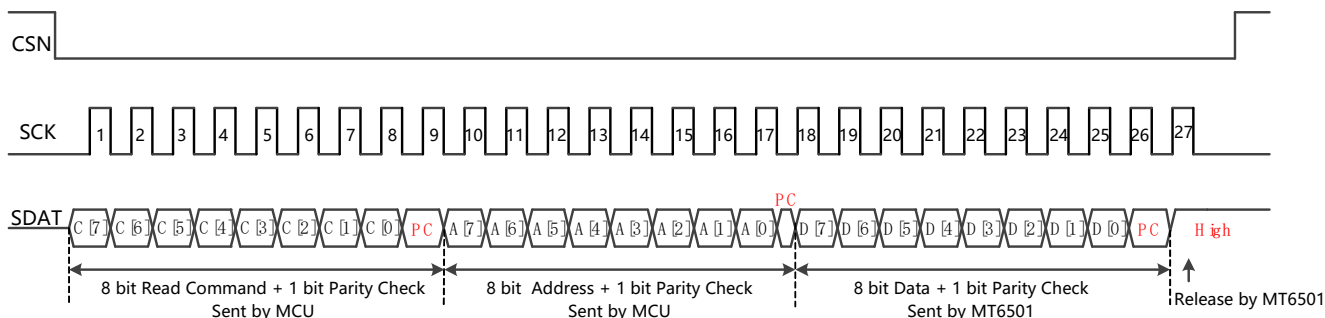 CSN
SCK 1 2 3 4 5 6 7 8 9 10 11 12 13 14 15 16 17 18 19 20 21 22 23 24 25 26 27
PC
SDAT C[7] C[6] C[5] C[4] C[3] C[2] C[1] C[0] PC A[7] A[6] A[5] A[4] A[3] A[2] A[1] A[0] D[7] D[6] D[5] D[4] D[3] D[2] D[1] D[0] PC High
8 bit Read Command + 1 bit Parity Check
Sent by MCU
8 bit Address + 1 bit Parity Check
Sent by MCU
8 bit Data + 1 bit Parity Check
Sent by MT6501
Release by MT6501